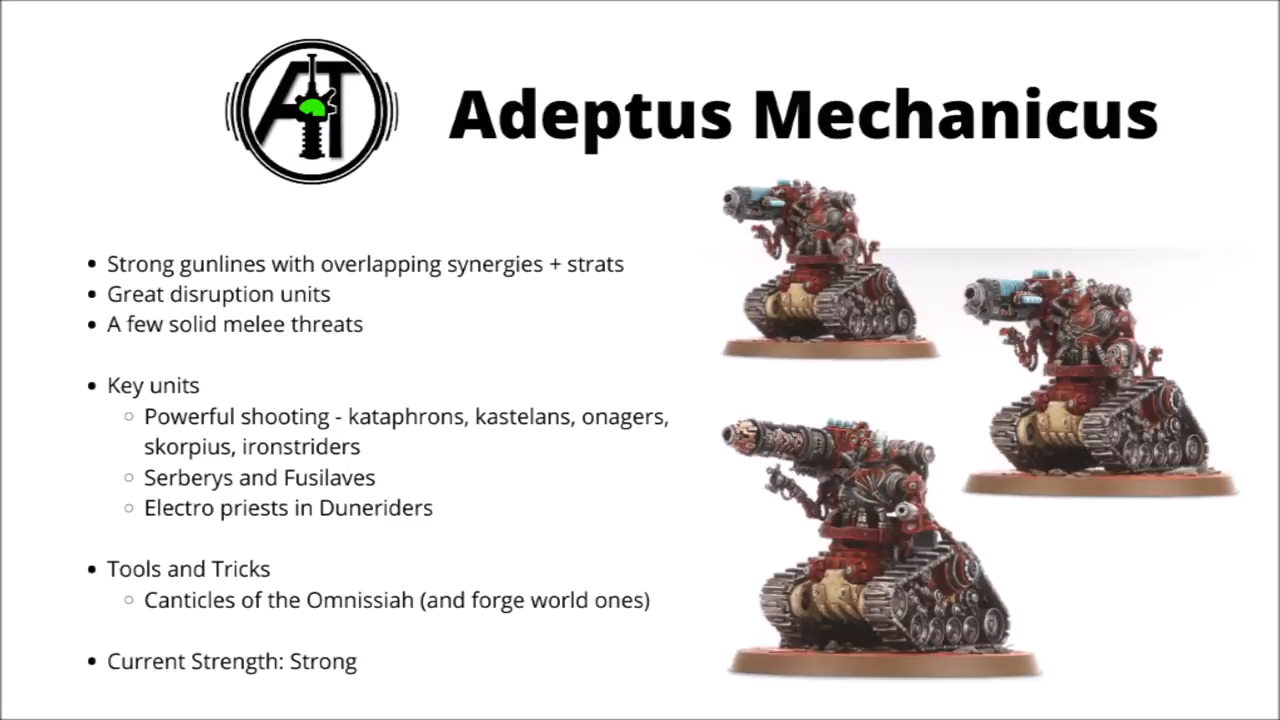 AT
Adeptus Mechanicus
• Strong gunlines with overlapping synergies + strats
• Great disruption units
• A few solid melee threats
• Key units
○ Powerful shooting - kataphrons, kastelans, onagers,
skorpius, ironstriders
○ Serberys and Fusilaves
○ Electro priests in Duneriders
• Tools and Tricks
○ Canticles of the Omnissiah (and forge world ones)
• Current Strength: Strong